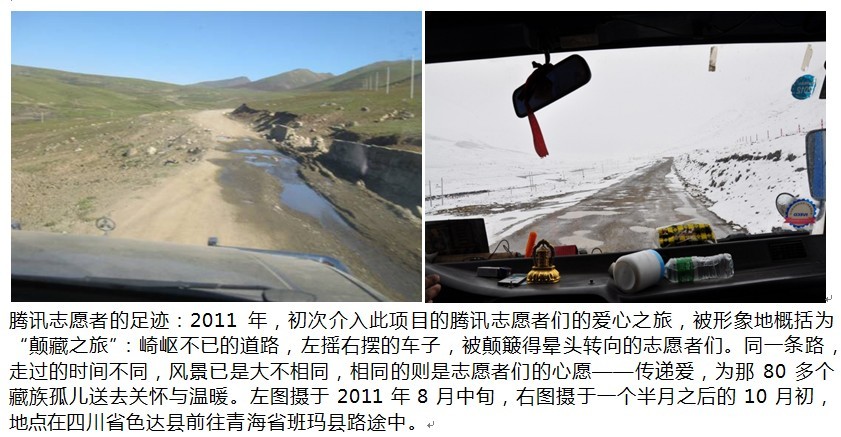 腾讯志愿者的足迹：2011 年，初次介入此项目的腾讯志愿者们的爱心之旅，被形象地概括为
“颠藏之旅”：崎岖不已的道路，左摇右摆的车子，被颠簸得晕头转向的志愿者们。同一条路，
走过的时间不同，风景已是大不相同，相同的则是志愿者们的心愿——传递爱，为那 80 多个
藏族孤儿送去关怀与温暖。左图摄于 2011 年 8 月中旬，右图摄于一个半月之后的 10 月初，
地点在四川省色达县前往青海省班玛县路途中。